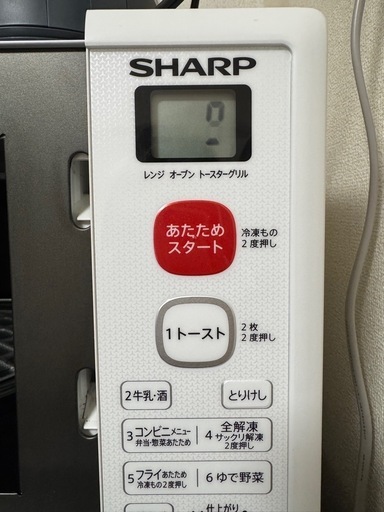 SHARP
0
レンジ オーブン トースターグリル
あたため
スタート
冷凍もの
2度押し
1トースト
2枚
2度押し
2牛乳・酒
とりけし
3コンビニメニュー
弁当・惣菜あたため
4全解凍
サックリ解凍
2度押し
5フライあたため
冷凍もの2度押し
6ゆで野菜
仕上がり